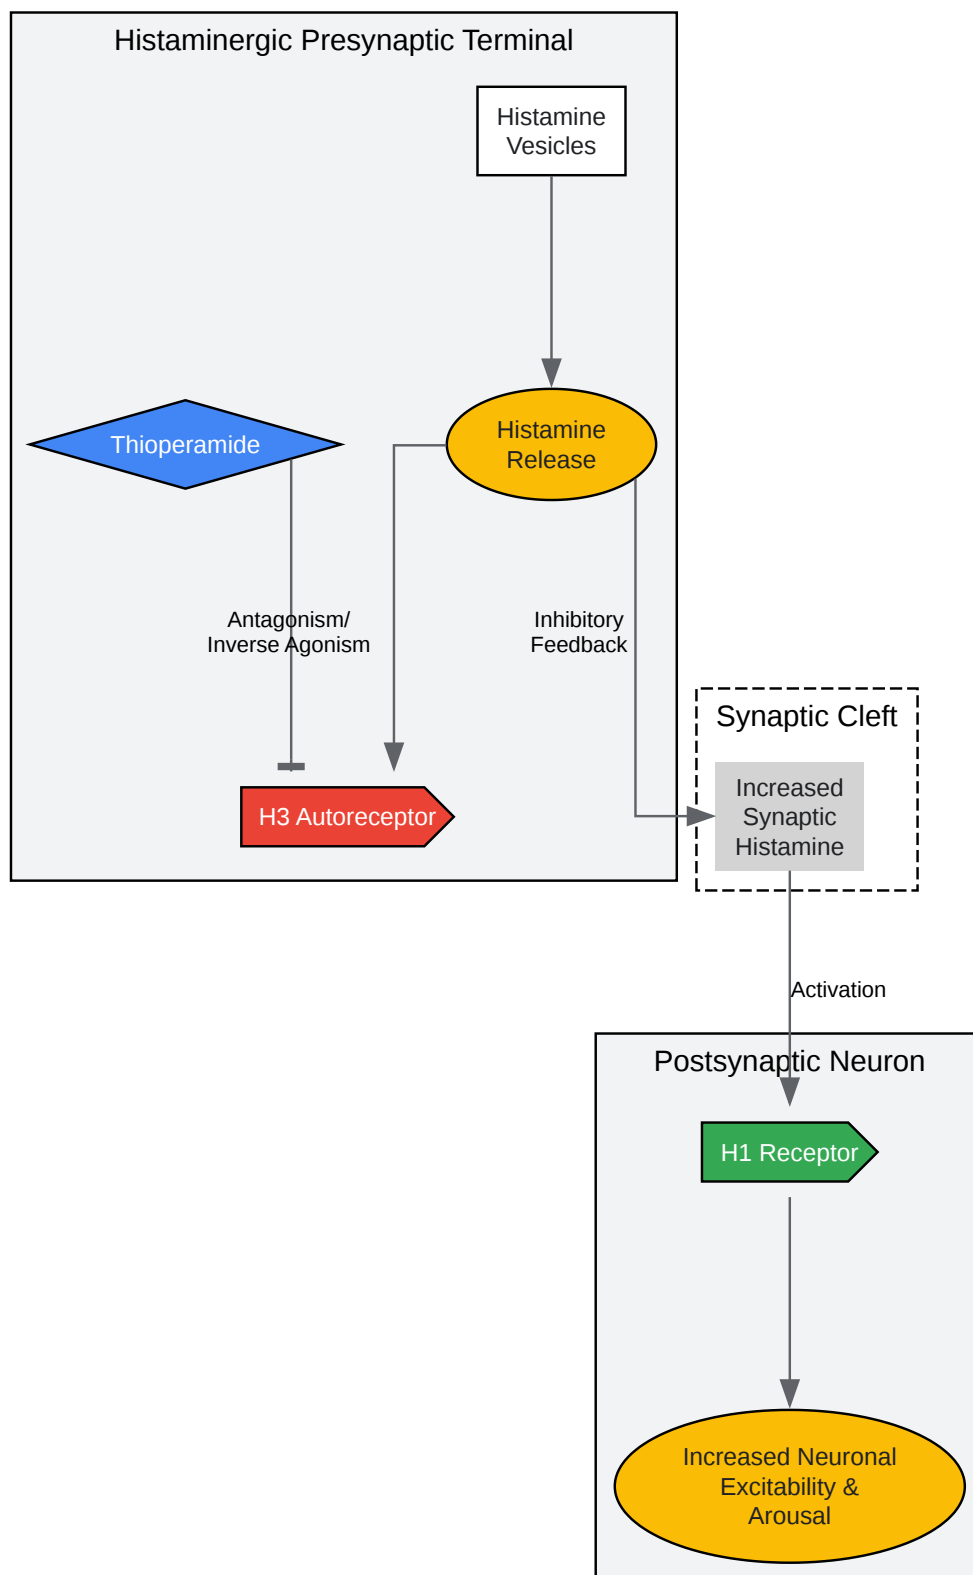 Histaminergic Presynaptic Terminal
Histamine
Vesicles
Thioperamide
Histamine
Release
Antagonism/
Inverse Agonism
Inhibitory
Feedback
H3 Autoreceptor
Synaptic Cleft
Increased
Synaptic
Histamine
Activation
Postsynaptic Neuron
H1 Receptor
Increased Neuronal
Excitability &
Arousal